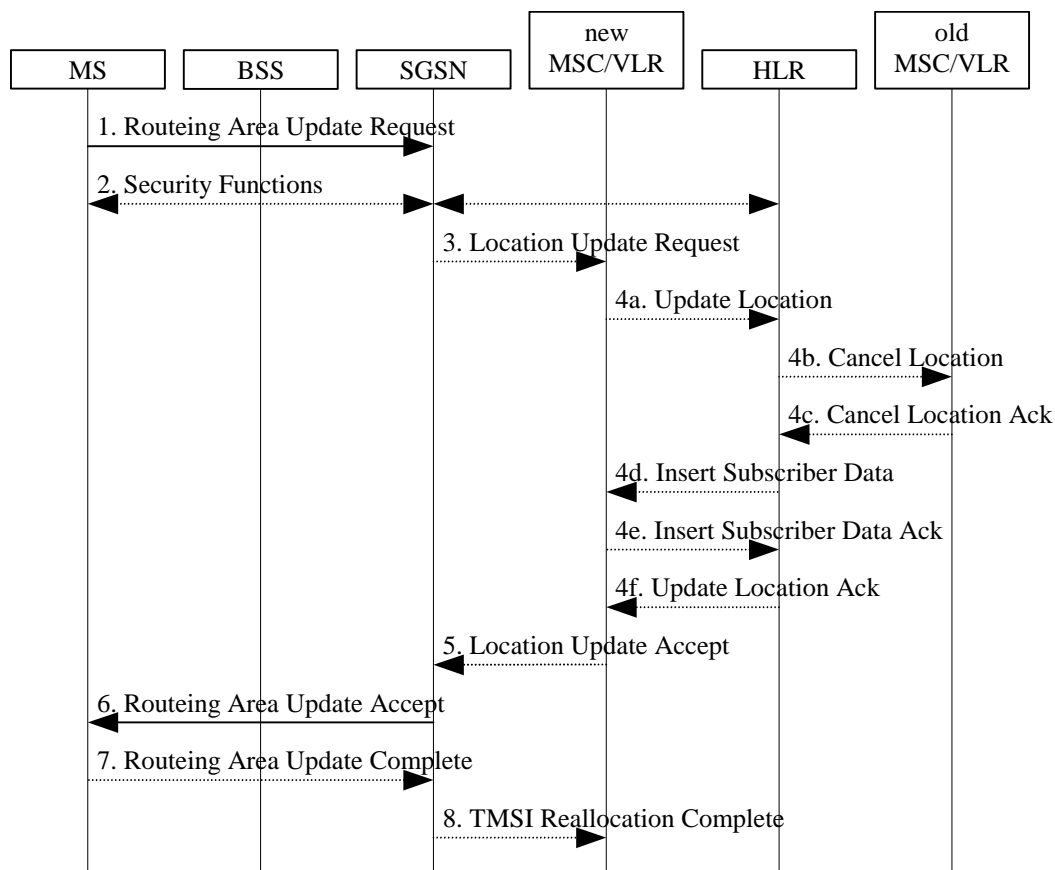 new
MSC/VLR
old
MSC/VLR
MS
BSS
SGSN
HLR
1. Routeing Area Update Request
2. Security Functions
3. Location Update Request
4a. Update Location
4b. Cancel Location
4c. Cancel Location Ack
4d. Insert Subscriber Data
4e. Insert Subscriber Data Ack
4f. Update Location Ack
5. Location Update Accept
6. Routeing Area Update Accept
7. Routeing Area Update Complete
8. TMSI Reallocation Complete